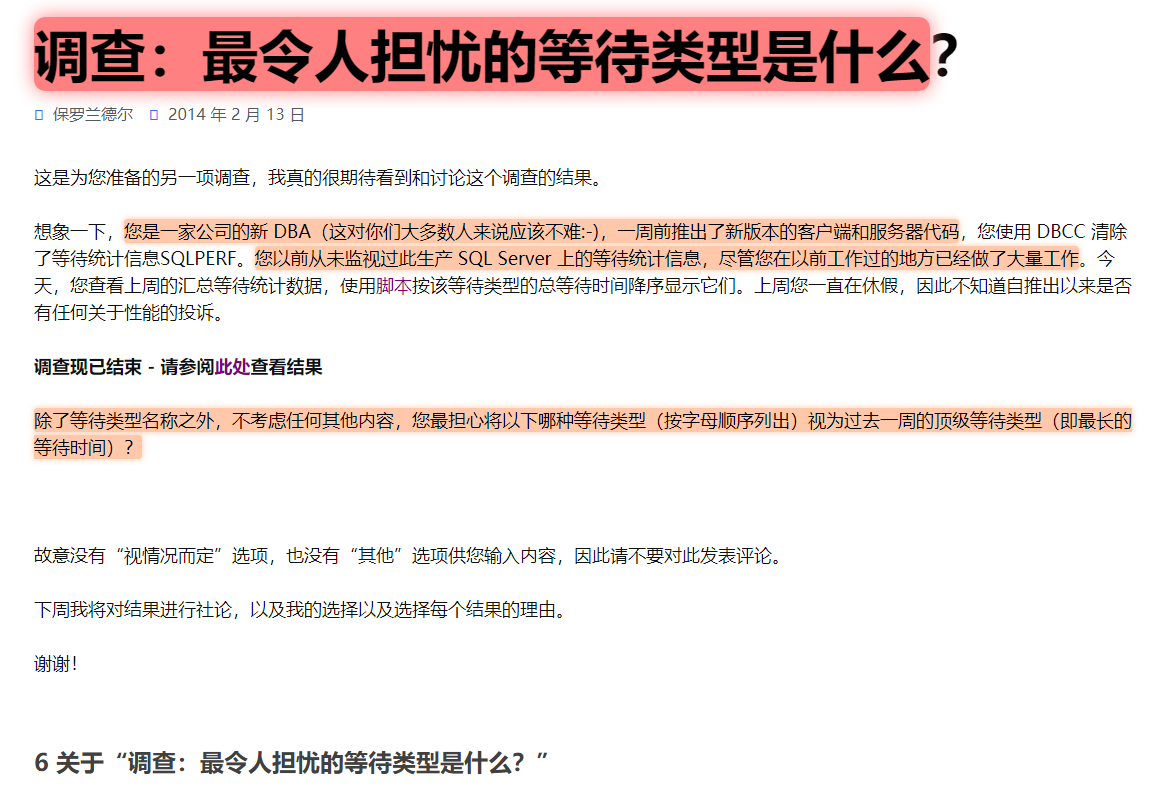 调查：最令人担忧的等待类型是什么？
保罗兰德尔 2014 年 2 月 13 日
这是为您准备的另一项调查，我真的很期待看到和讨论这个调查的结果。
想象一下，您是一家公司的新 DBA（这对你们大多数人来说应该不难:-)，一周前推出了新版本的客户端和服务器代码，您使用 DBCC 清除
了等待统计信息SQLPERF。您以前从未监视过此生产 SQL Server 上的等待统计信息，尽管您在以前工作过的地方已经做了大量工作。今
天，您查看上周的汇总等待统计数据，使用脚本按该等待类型的总等待时间降序显示它们。上周您一直在休假，因此不知道自推出以来是否
有任何关于性能的投诉。
调查现已结束 - 请参阅此处查看结果
除了等待类型名称之外，不考虑任何其他内容，您最担心将以下哪种等待类型（按字母顺序列出）视为过去一周的顶级等待类型（即最长的
等待时间）？
故意没有“视情况而定”选项，也没有“其他”选项供您输入内容，因此请不要对此发表评论。
下周我将对结果进行社论，以及我的选择以及选择每个结果的理由。
谢谢！
6 关于“调查：最令人担忧的等待类型是什么？”